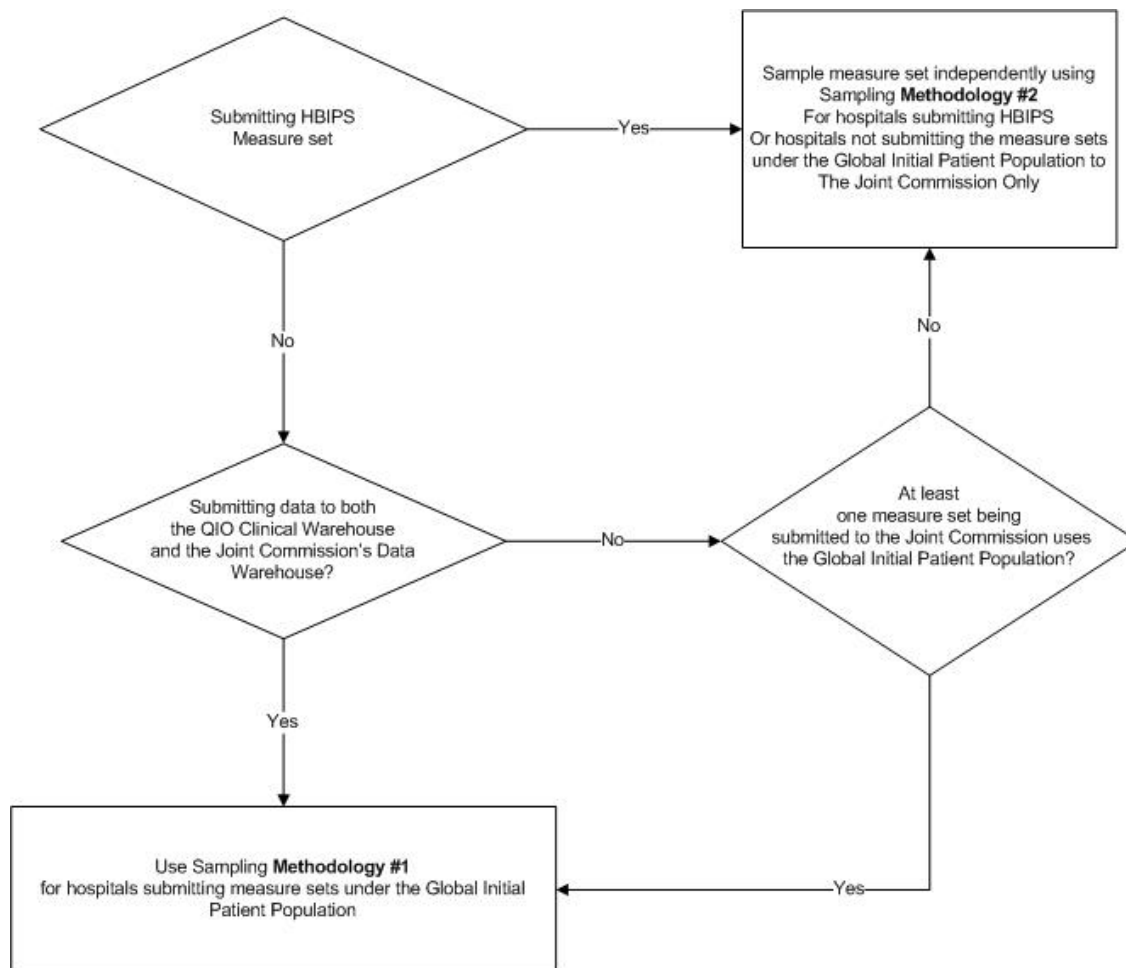 Submitting HBIPS
Measure set
Yes
Sample measure set independently using
Sampling Methodology #2
For hospitals submitting HBIPS
Or hospitals not submitting the measure sets
under the Global Initial Patient Population to
The Joint Commission Only
No
No
Submitting data to both
the QIO Clinical Warehouse
and the Joint Commission's Data
Warehouse?
No
At least
one measure set being
submitted to the Joint Commission uses
the Global Initial Patient Population?
Yes
Use Sampling Methodology #1
for hospitals submitting measure sets under the Global Initial
Patient Population
Yes